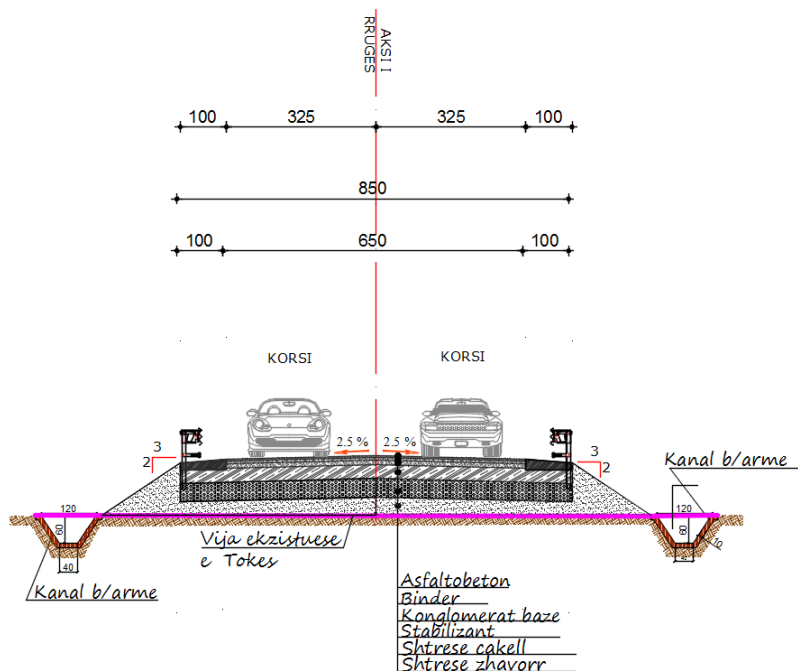 AKSI I
RRUGES
100 325 325 100
850
100 650 100
KORSI KORSI
2.5 % 2.5 %
3 3
2 2
Kanal b/arme
120 120
60 60
10
40
Vija ekzistuese
e Tokes
Kanal b/arme
Asfaltobeton
Binder
Konglomerat baze
Stabilizant
Shtrese cakell
Shtrese zhavorr